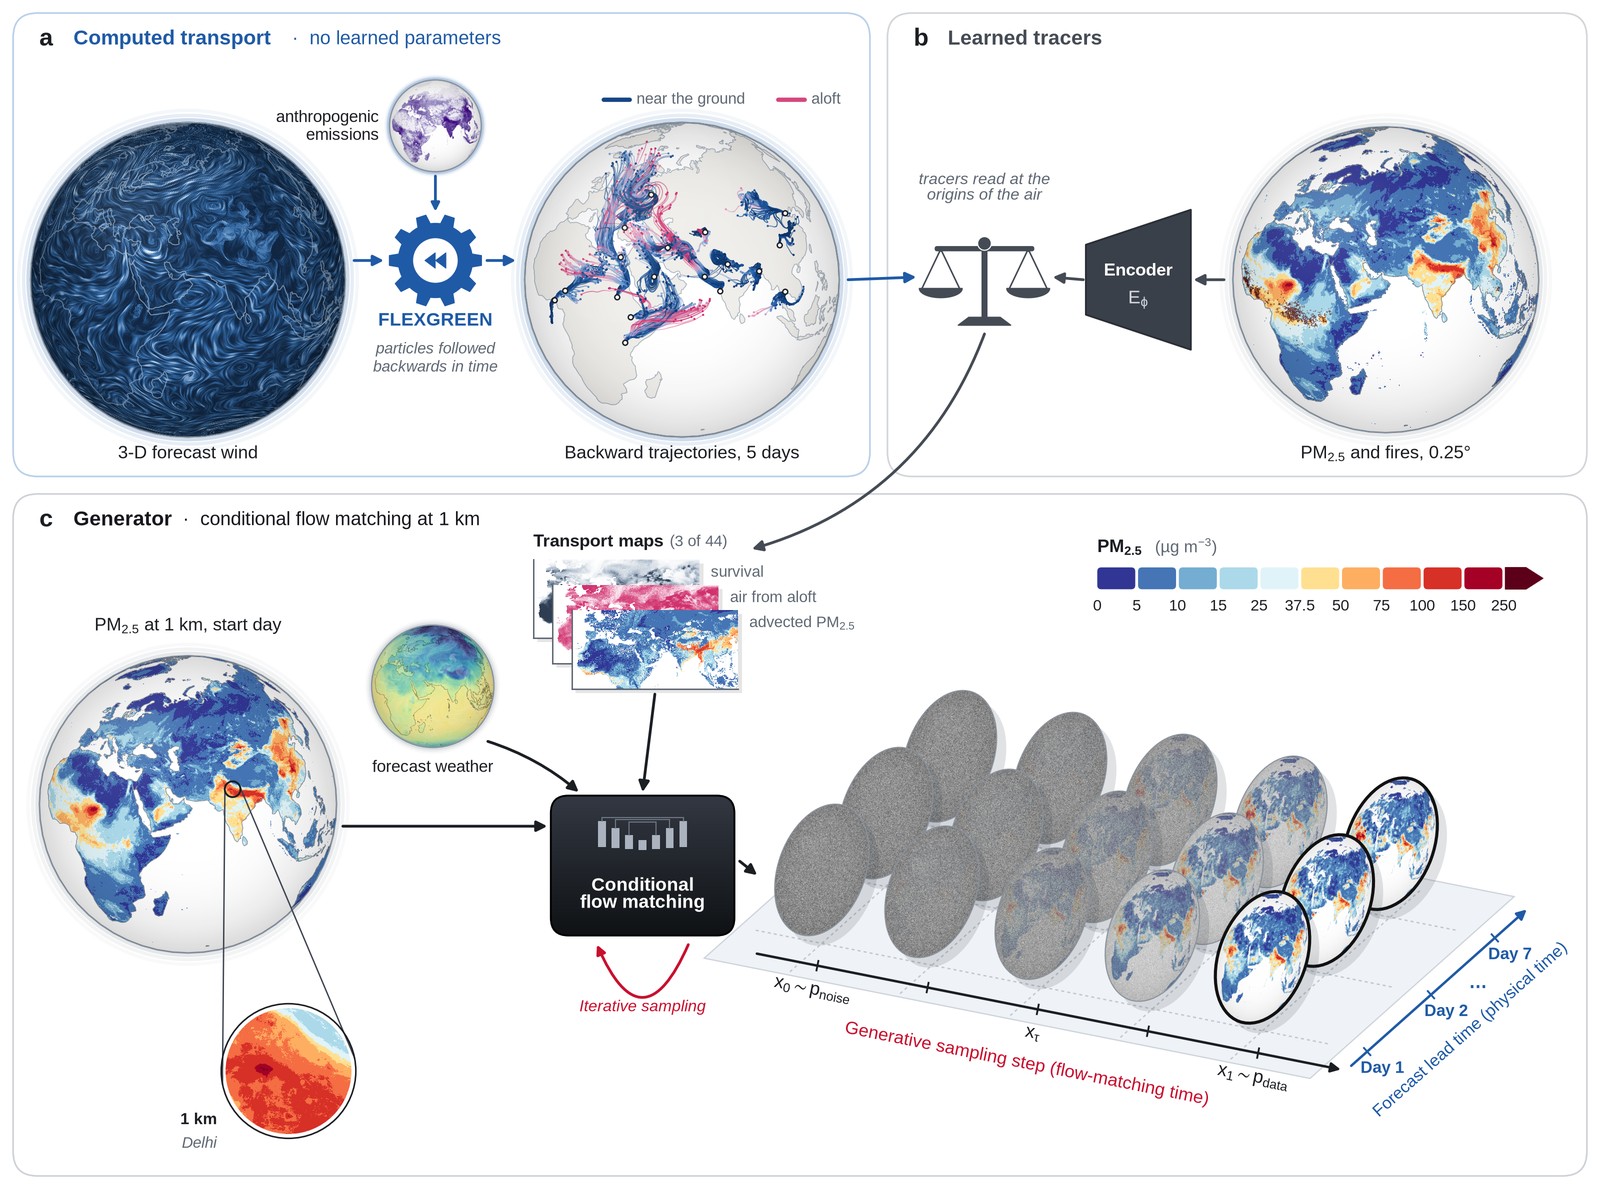 a Computed transport · no learned parameters
anthropogenic
emissions
near the ground
aloft
FLEXGREEN
particles followed
backwards in time
3-D forecast wind
Backward trajectories, 5 days
b Learned tracers
tracers read at the
origins of the air
Encoder
Eϕ
PM₂.₅ and fires, 0.25°
c Generator · conditional flow matching at 1 km
Transport maps (3 of 44)
survival
air from aloft
advected PM₂.₅
PM₂.₅ (µg m⁻³)
0 5 10 15 25 37.5 50 75 100 150 250
PM₂.₅ at 1 km, start day
forecast weather
Conditional
flow matching
Iterative sampling
1 km
Delhi
x₀ ~ pnoise
xτ
x₁ ~ pdata
Generative sampling step (flow-matching time)
Day 1
Day 2
...
Day 7
Forecast lead time (physical time)